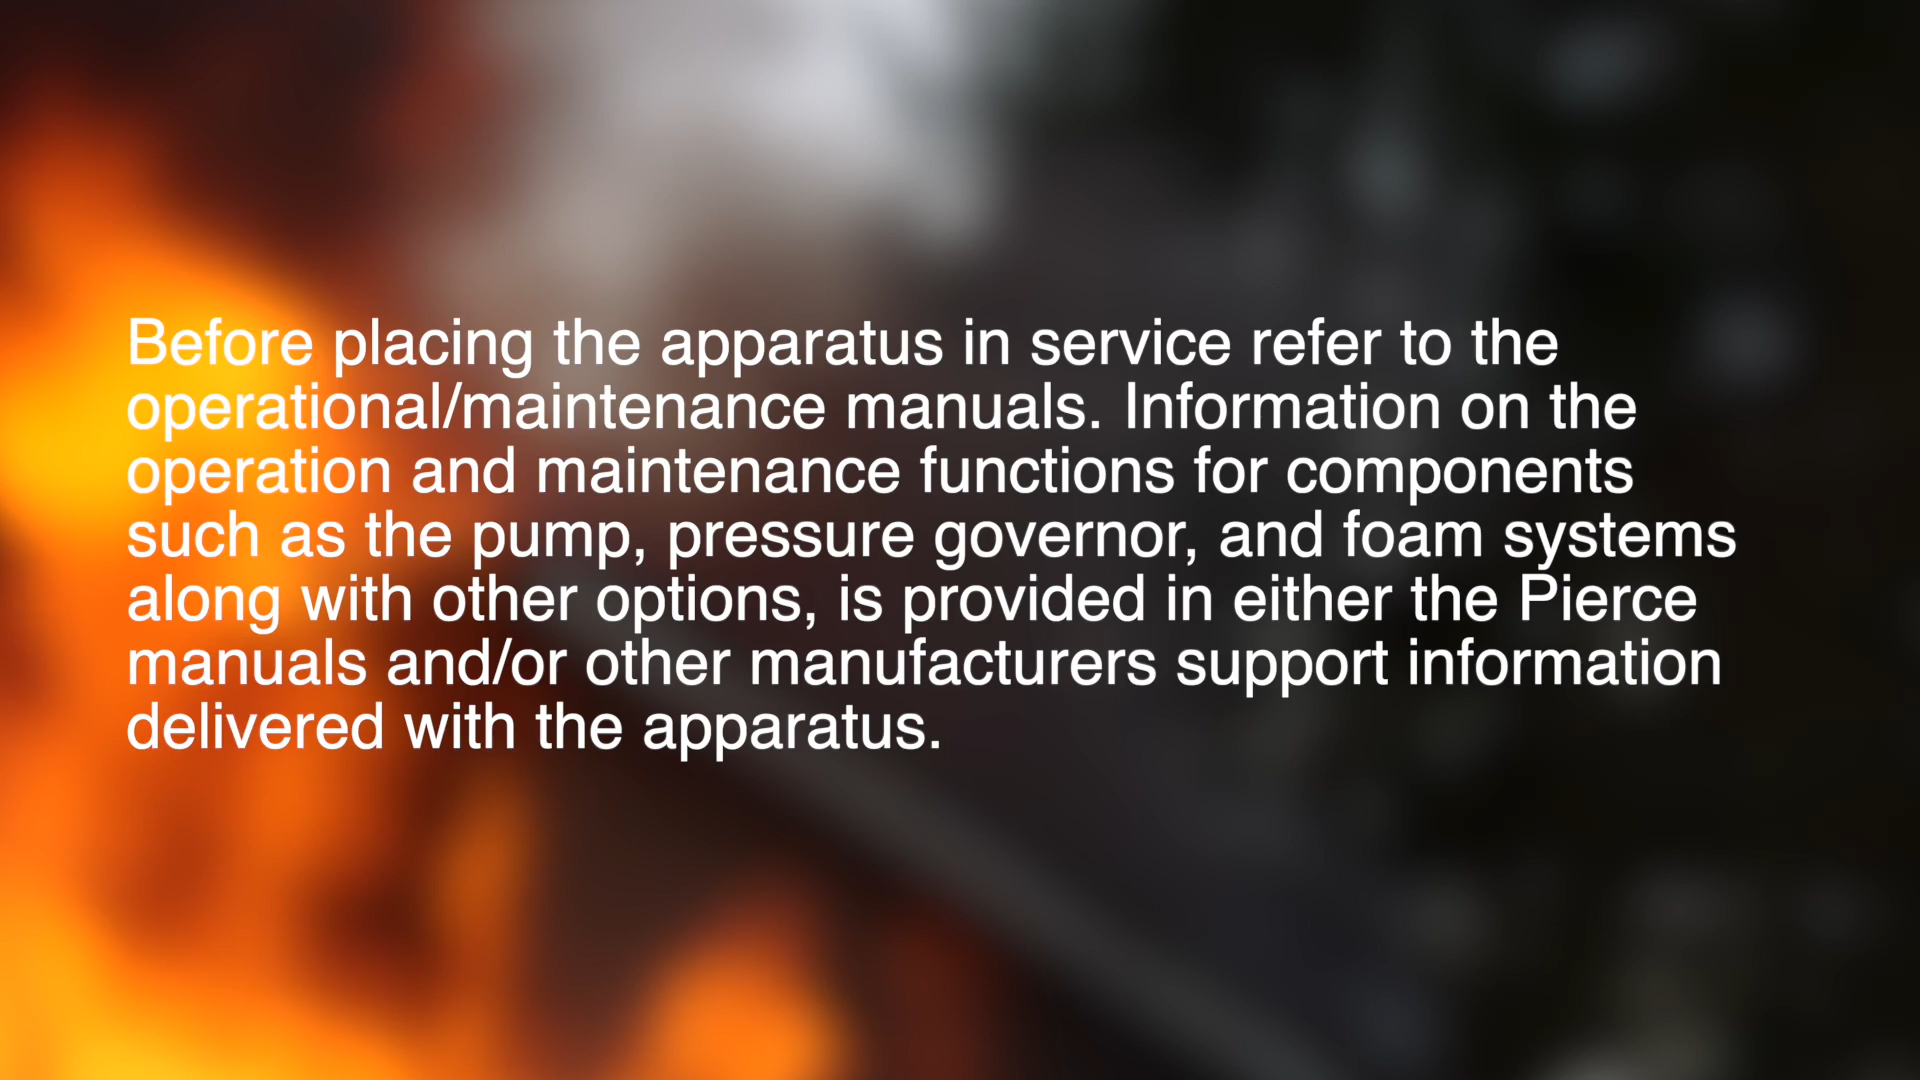 Before placing the apparatus in service refer to the
operational/maintenance manuals. Information on the
operation and maintenance functions for components
such as the pump, pressure governor, and foam systems
along with other options, is provided in either the Pierce
manuals and/or other manufacturers support information
delivered with the apparatus.